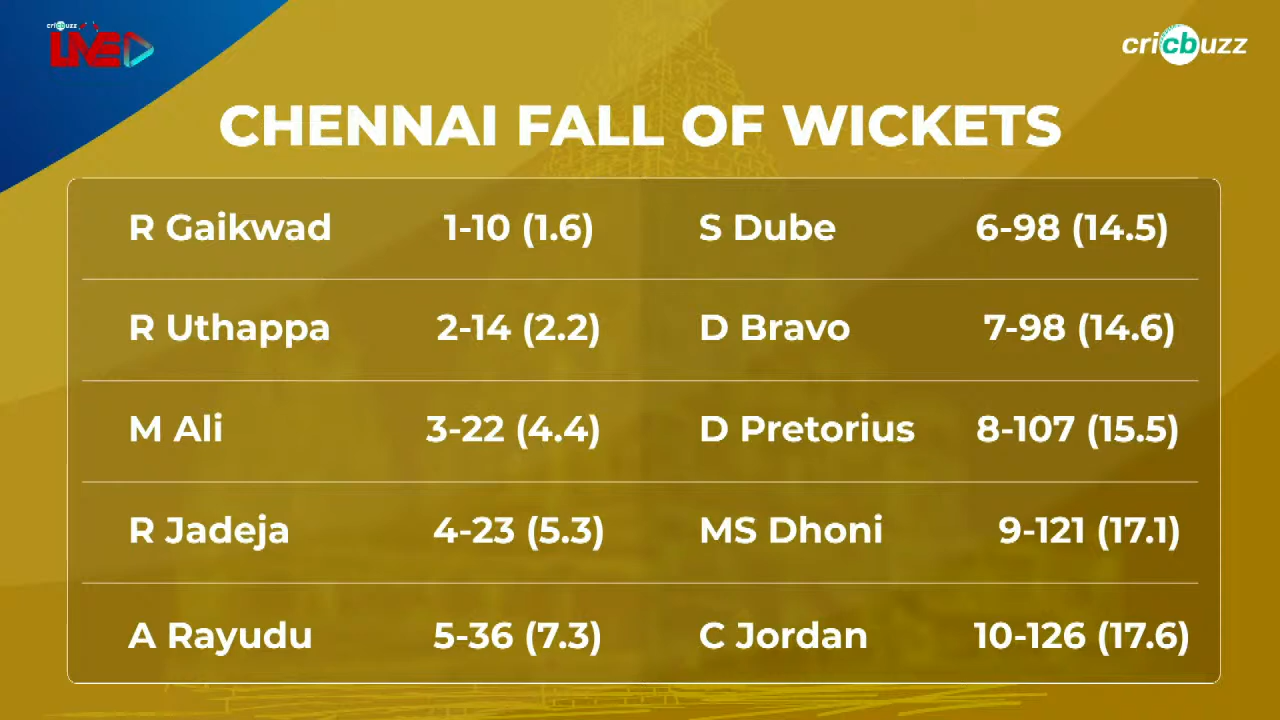 cricbuzz
LIVE
cricbuzz
CHENNAI FALL OF WICKETS
R Gaikwad 1-10 (1.6) S Dube 6-98 (14.5)
R Uthappa 2-14 (2.2) D Bravo 7-98 (14.6)
M Ali 3-22 (4.4) D Pretorius 8-107 (15.5)
R Jadeja 4-23 (5.3) MS Dhoni 9-121 (17.1)
A Rayudu 5-36 (7.3) C Jordan 10-126 (17.6)